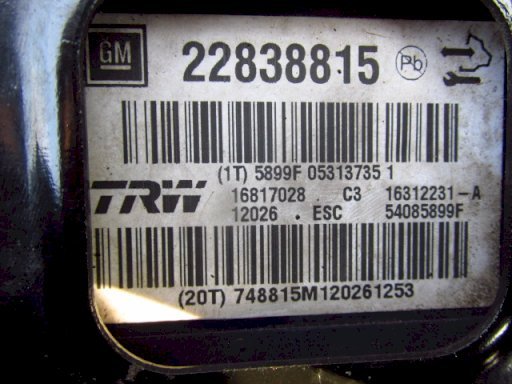 GM 22838815 Pb
(1T) 5899F 05313735 1
TRW 16817028 C3 16312231-A
12026 . ESC 54085899F
(20T) 748815M120261253